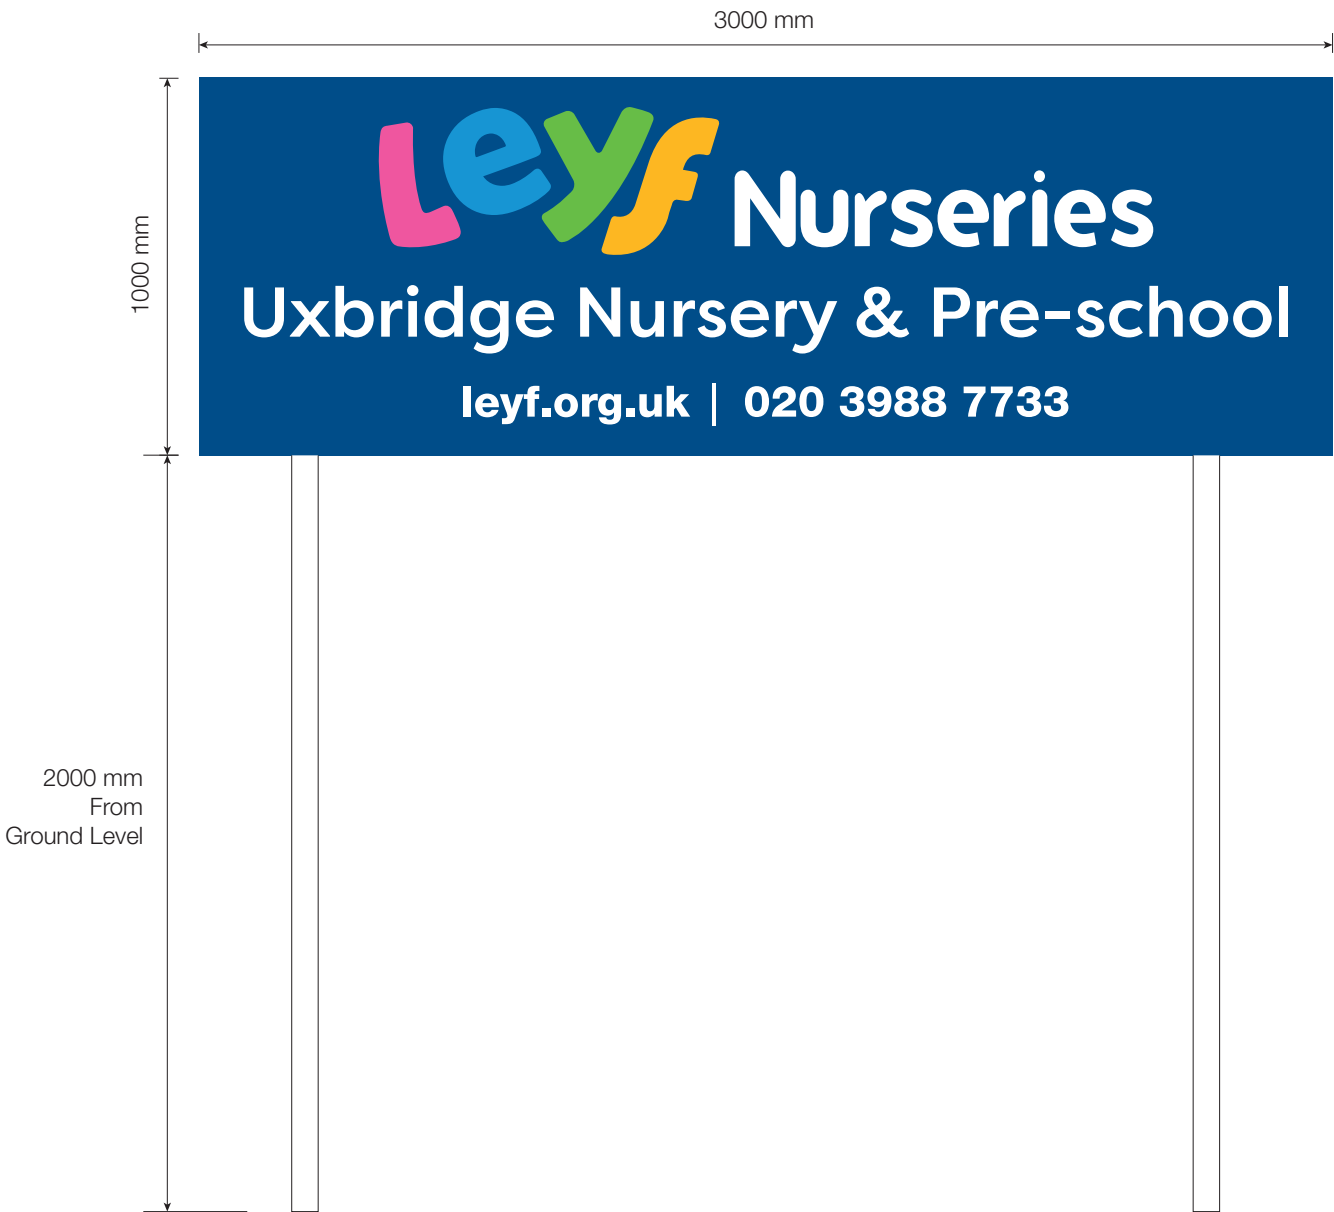 3000 mm
1000 mm
Leyf Nurseries
Uxbridge Nursery & Pre-school
leyf.org.uk | 020 3988 7733
2000 mm
From
Ground Level